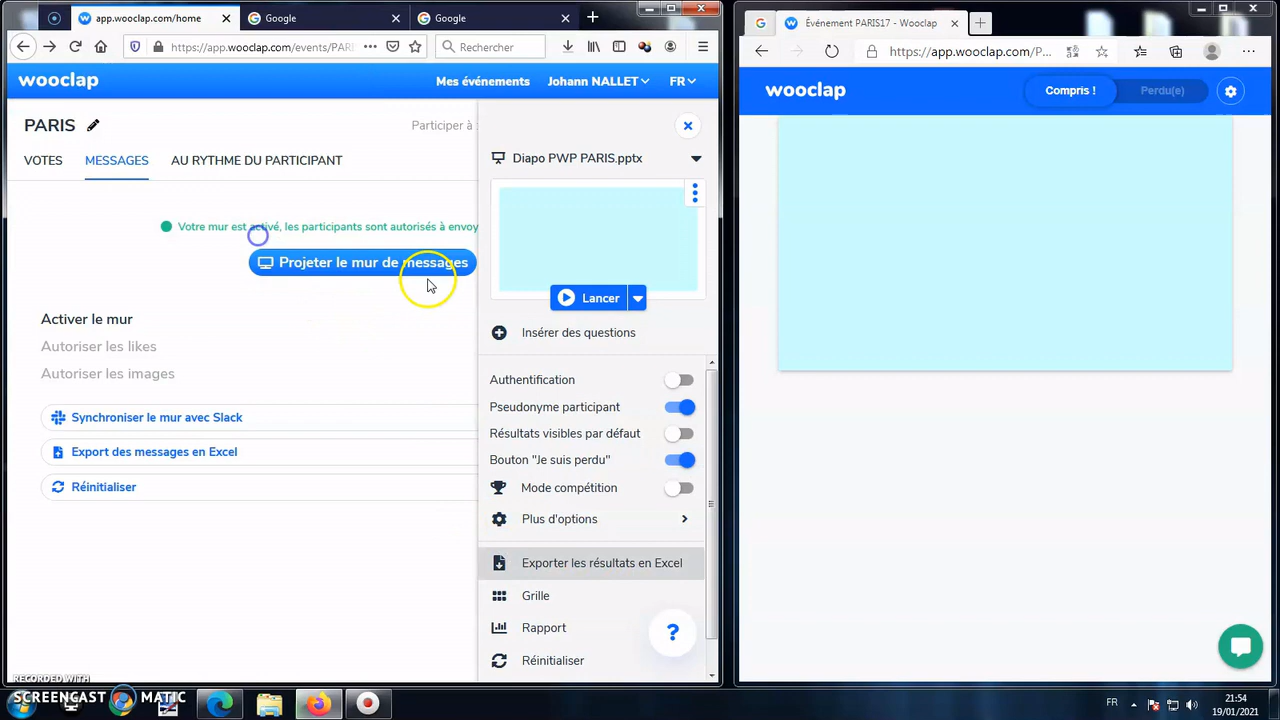 app.wooclap.com/home
Google
Google
https://app.wooclap.com/events/PARI
Rechercher
wooclap
Mes événements
Johann NALLET
FR
PARIS
Participer à
VOTES
MESSAGES
AU RYTHME DU PARTICIPANT
Votre mur est activé, les participants sont autorisés à envoy
Projeter le mur de messages
Activer le mur
Autoriser les likes
Autoriser les images
Synchroniser le mur avec Slack
Export des messages en Excel
Réinitialiser
Diapo PWP PARIS.pptx
Lancer
Insérer des questions
Authentification
Pseudonyme participant
Résultats visibles par défaut
Bouton "Je suis perdu"
Mode compétition
Plus d'options
Exporter les résultats en Excel
Grille
Rapport
Réinitialiser
?
Événement PARIS17 - Wooclap
https://app.wooclap.com/P...
wooclap
Compris !
Perdu(e)
RECORDED WITH
SCREENCAST MATIC
FR
21:54
19/01/2021